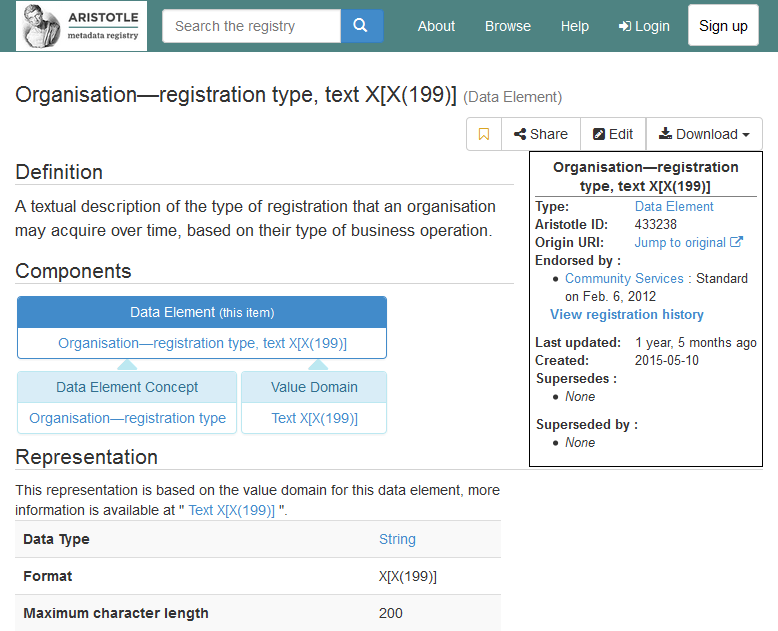 ARISTOTLE
metadata registry
Search the registry
About
Browse
Help
Login
Sign up
Organisation—registration type, text X[X(199)] (Data Element)
Share
Edit
Download
Definition
A textual description of the type of registration that an organisation
may acquire over time, based on their type of business operation.
Components
Data Element (this item)
Organisation—registration type, text X[X(199)]
Data Element Concept
Organisation—registration type
Value Domain
Text X[X(199)]
Organisation—registration
type, text X[X(199)]
Type: Data Element
Aristotle ID: 433238
Origin URI: Jump to original
Endorsed by :
• Community Services : Standard
on Feb. 6, 2012
View registration history
Last updated: 1 year, 5 months ago
Created: 2015-05-10
Supersedes :
• None
Superseded by :
• None
Representation
This representation is based on the value domain for this data element, more
information is available at " Text X[X(199)] ".
Data Type String
Format X[X(199)]
Maximum character length 200